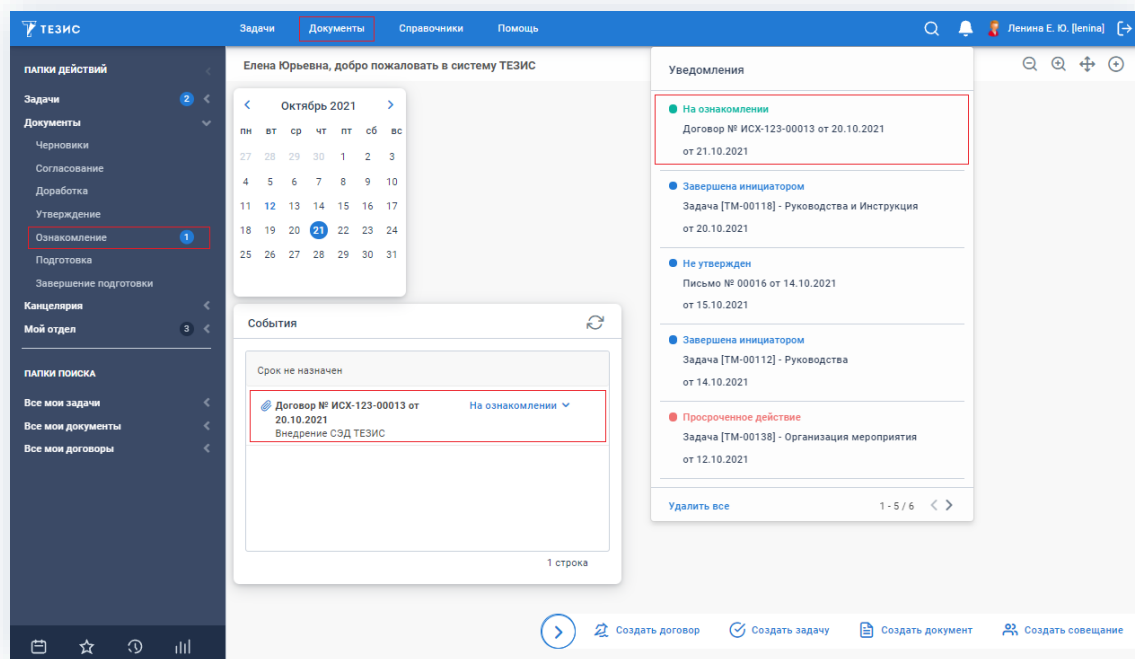 ТЕЗИС
Задачи
Документы
Справочники
Помощь
Ленина Е. Ю. [lenina]
ПАПКИ ДЕЙСТВИЙ
Задачи 2
Документы
Черновики
Согласование
Доработка
Утверждение
Ознакомление 1
Подготовка
Завершение подготовки
Канцелярия
Мой отдел 3
ПАПКИ ПОИСКА
Все мои задачи
Все мои документы
Все мои договоры
Елена Юрьевна, добро пожаловать в систему ТЕЗИС
Октябрь 2021
пн вт ср чт пт сб вс
27 28 29 30 1 2 3
4 5 6 7 8 9 10
11 12 13 14 15 16 17
18 19 20 21 22 23 24
25 26 27 28 29 30 31
События
Срок не назначен
Договор № ИСХ-123-00013 от На ознакомлении
20.10.2021
Внедрение СЭД ТЕЗИС
1 строка
Уведомления
На ознакомлении
Договор № ИСХ-123-00013 от 20.10.2021
от 21.10.2021
Завершена инициатором
Задача [ТМ-00118] - Руководства и Инструкция
от 20.10.2021
Не утвержден
Письмо № 00016 от 14.10.2021
от 15.10.2021
Завершена инициатором
Задача [ТМ-00112] - Руководства
от 14.10.2021
Просроченное действие
Задача [ТМ-00138] - Организация мероприятия
от 12.10.2021
Удалить все 1 - 5 / 6
Создать договор
Создать задачу
Создать документ
Создать совещание